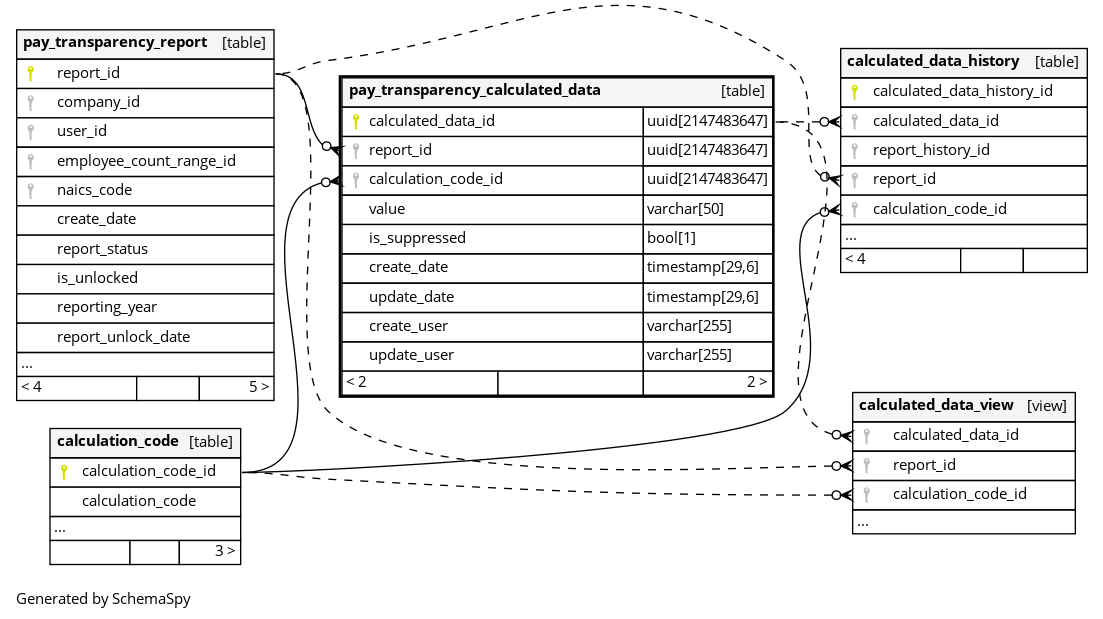 pay_transparency_report [table]
report_id
company_id
user_id
employee_count_range_id
naics_code
create_date
report_status
is_unlocked
reporting_year
report_unlock_date
...
< 4 5 >
calculation_code [table]
calculation_code_id
calculation_code
...
3 >
pay_transparency_calculated_data [table]
calculated_data_id uuid[2147483647]
report_id uuid[2147483647]
calculation_code_id uuid[2147483647]
value varchar[50]
is_suppressed bool[1]
create_date timestamp[29,6]
update_date timestamp[29,6]
create_user varchar[255]
update_user varchar[255]
< 2 2 >
calculated_data_history [table]
calculated_data_history_id
calculated_data_id
report_history_id
report_id
calculation_code_id
...
< 4
calculated_data_view [view]
calculated_data_id
report_id
calculation_code_id
...
Generated by SchemaSpy